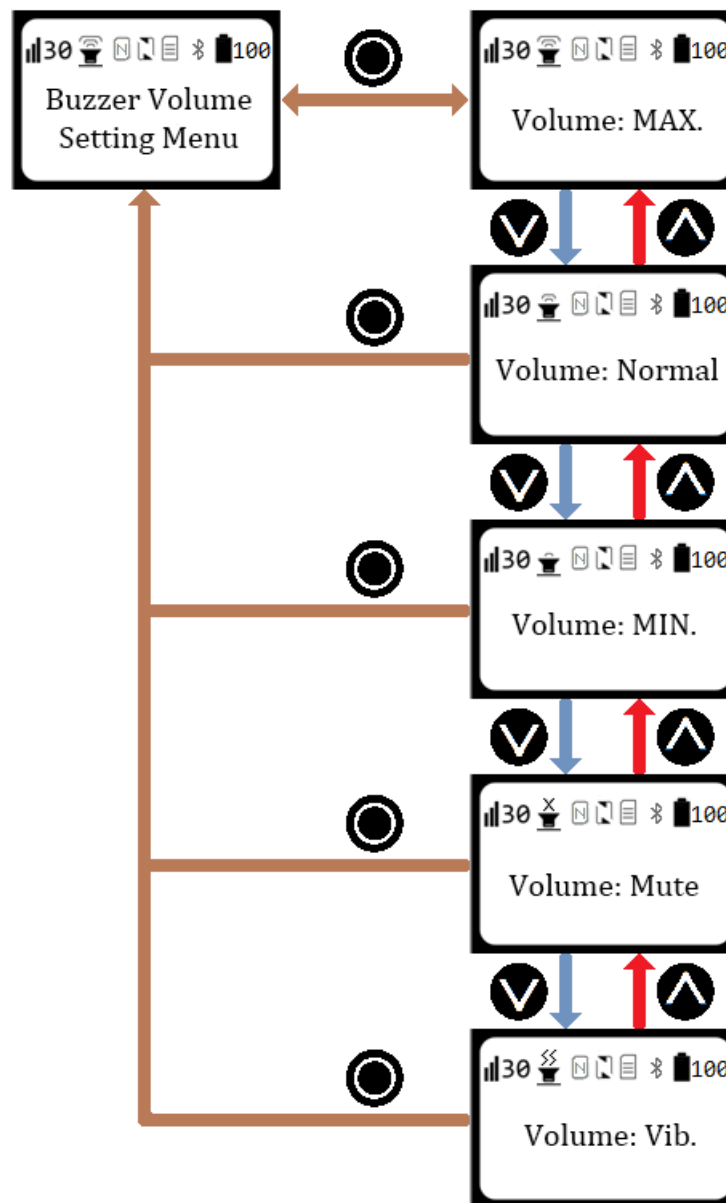 30 N 100
Buzzer Volume
Setting Menu
30 N 100
Volume: MAX.
30 N 100
Volume: Normal
30 N 100
Volume: MIN.
30 X N 100
Volume: Mute
30 N 100
Volume: Vib.